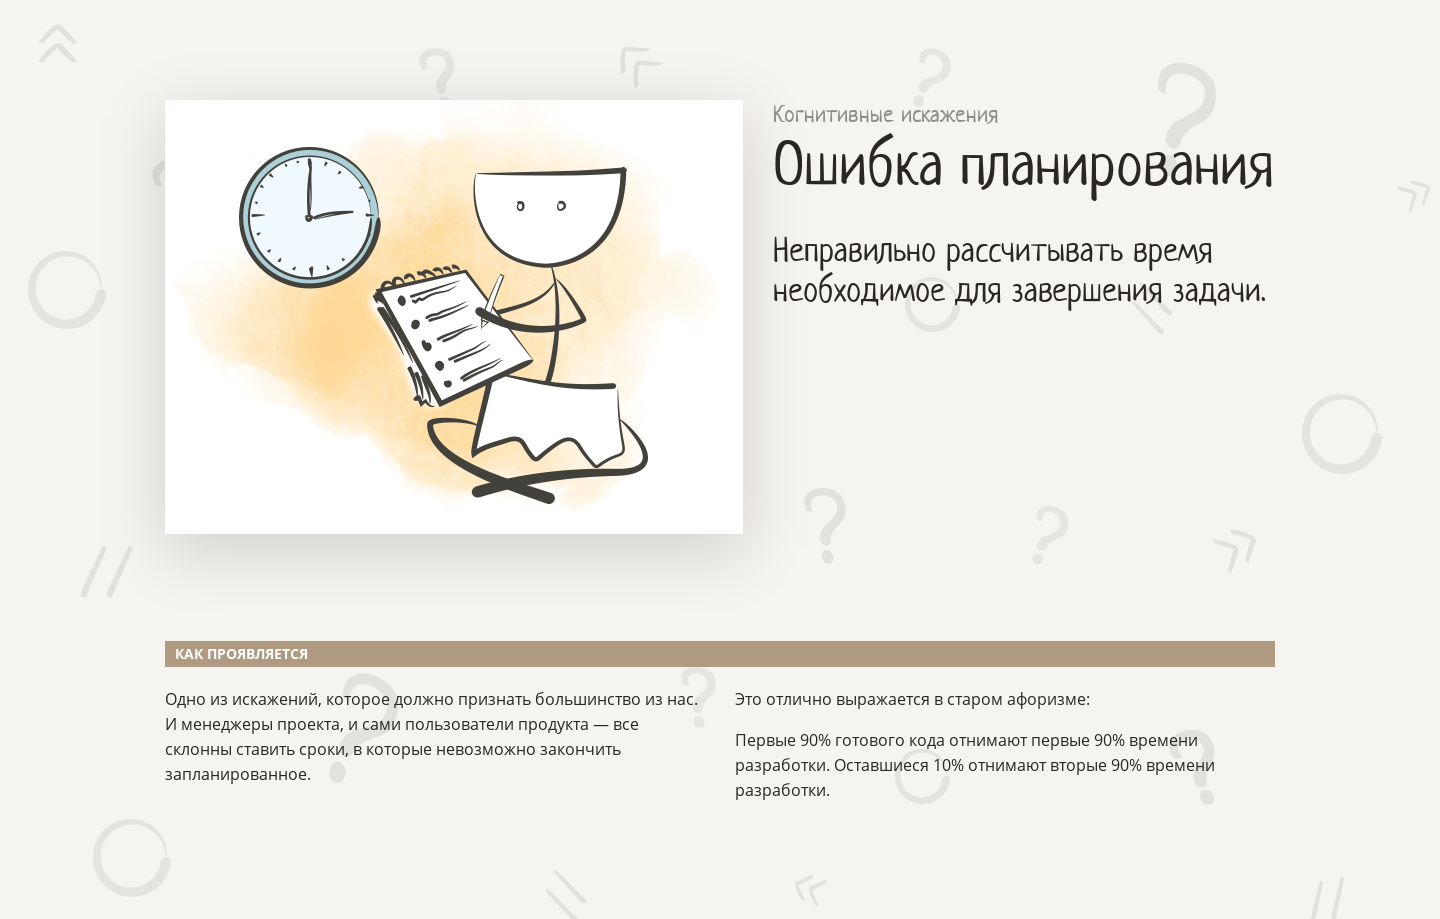 Когнитивные искажения
Ошибка планирования
Неправильно рассчитывать время
необходимое для завершения задачи.
КАК ПРОЯВЛЯЕТСЯ
Одно из искажений, которое должно признать большинство из нас.
И менеджеры проекта, и сами пользователи продукта — все
склонны ставить сроки, в которые невозможно закончить
запланированное.
Это отлично выражается в старом афоризме:
Первые 90% готового кода отнимают первые 90% времени
разработки. Оставшиеся 10% отнимают вторые 90% времени
разработки.